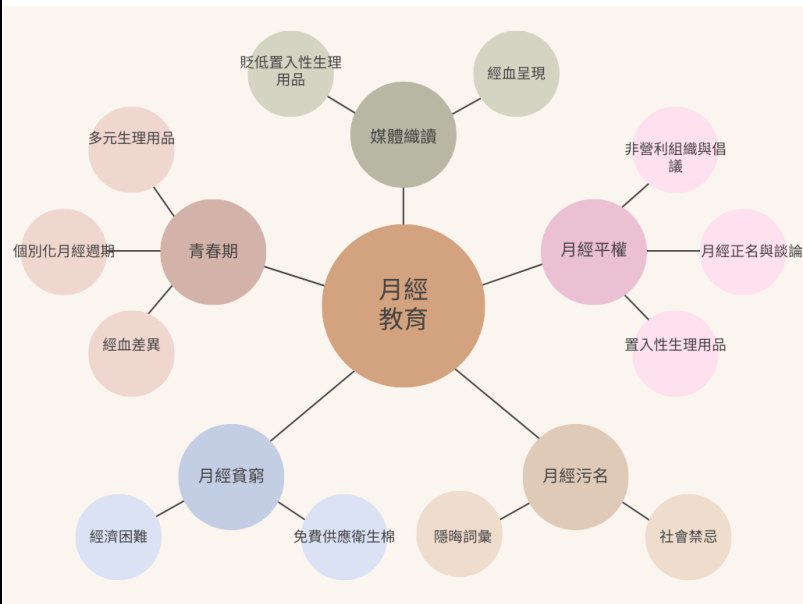 貶低置入性生理
用品
經血呈現
媒體織讀
多元生理用品
個別化月經週期
青春期
經血差異
非營利組織與倡
議
月經平權
月經正名與談論
置入性生理用品
月經
教育
月經貧窮
經濟困難
免費供應衛生棉
月經污名
隱晦詞彙
社會禁忌